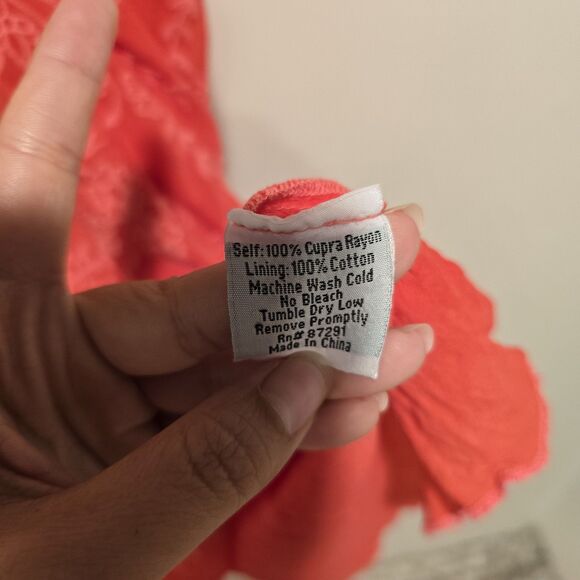 Self: 100% Cupra Rayon
Lining: 100% Cotton
Machine Wash Cold
No Bleach
Tumble Dry Low
Remove Promptly
Rn# 87291
Made In China